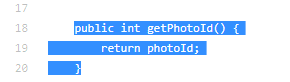 17
18 public int getPhotoId() {
19 return photoId;
20 }